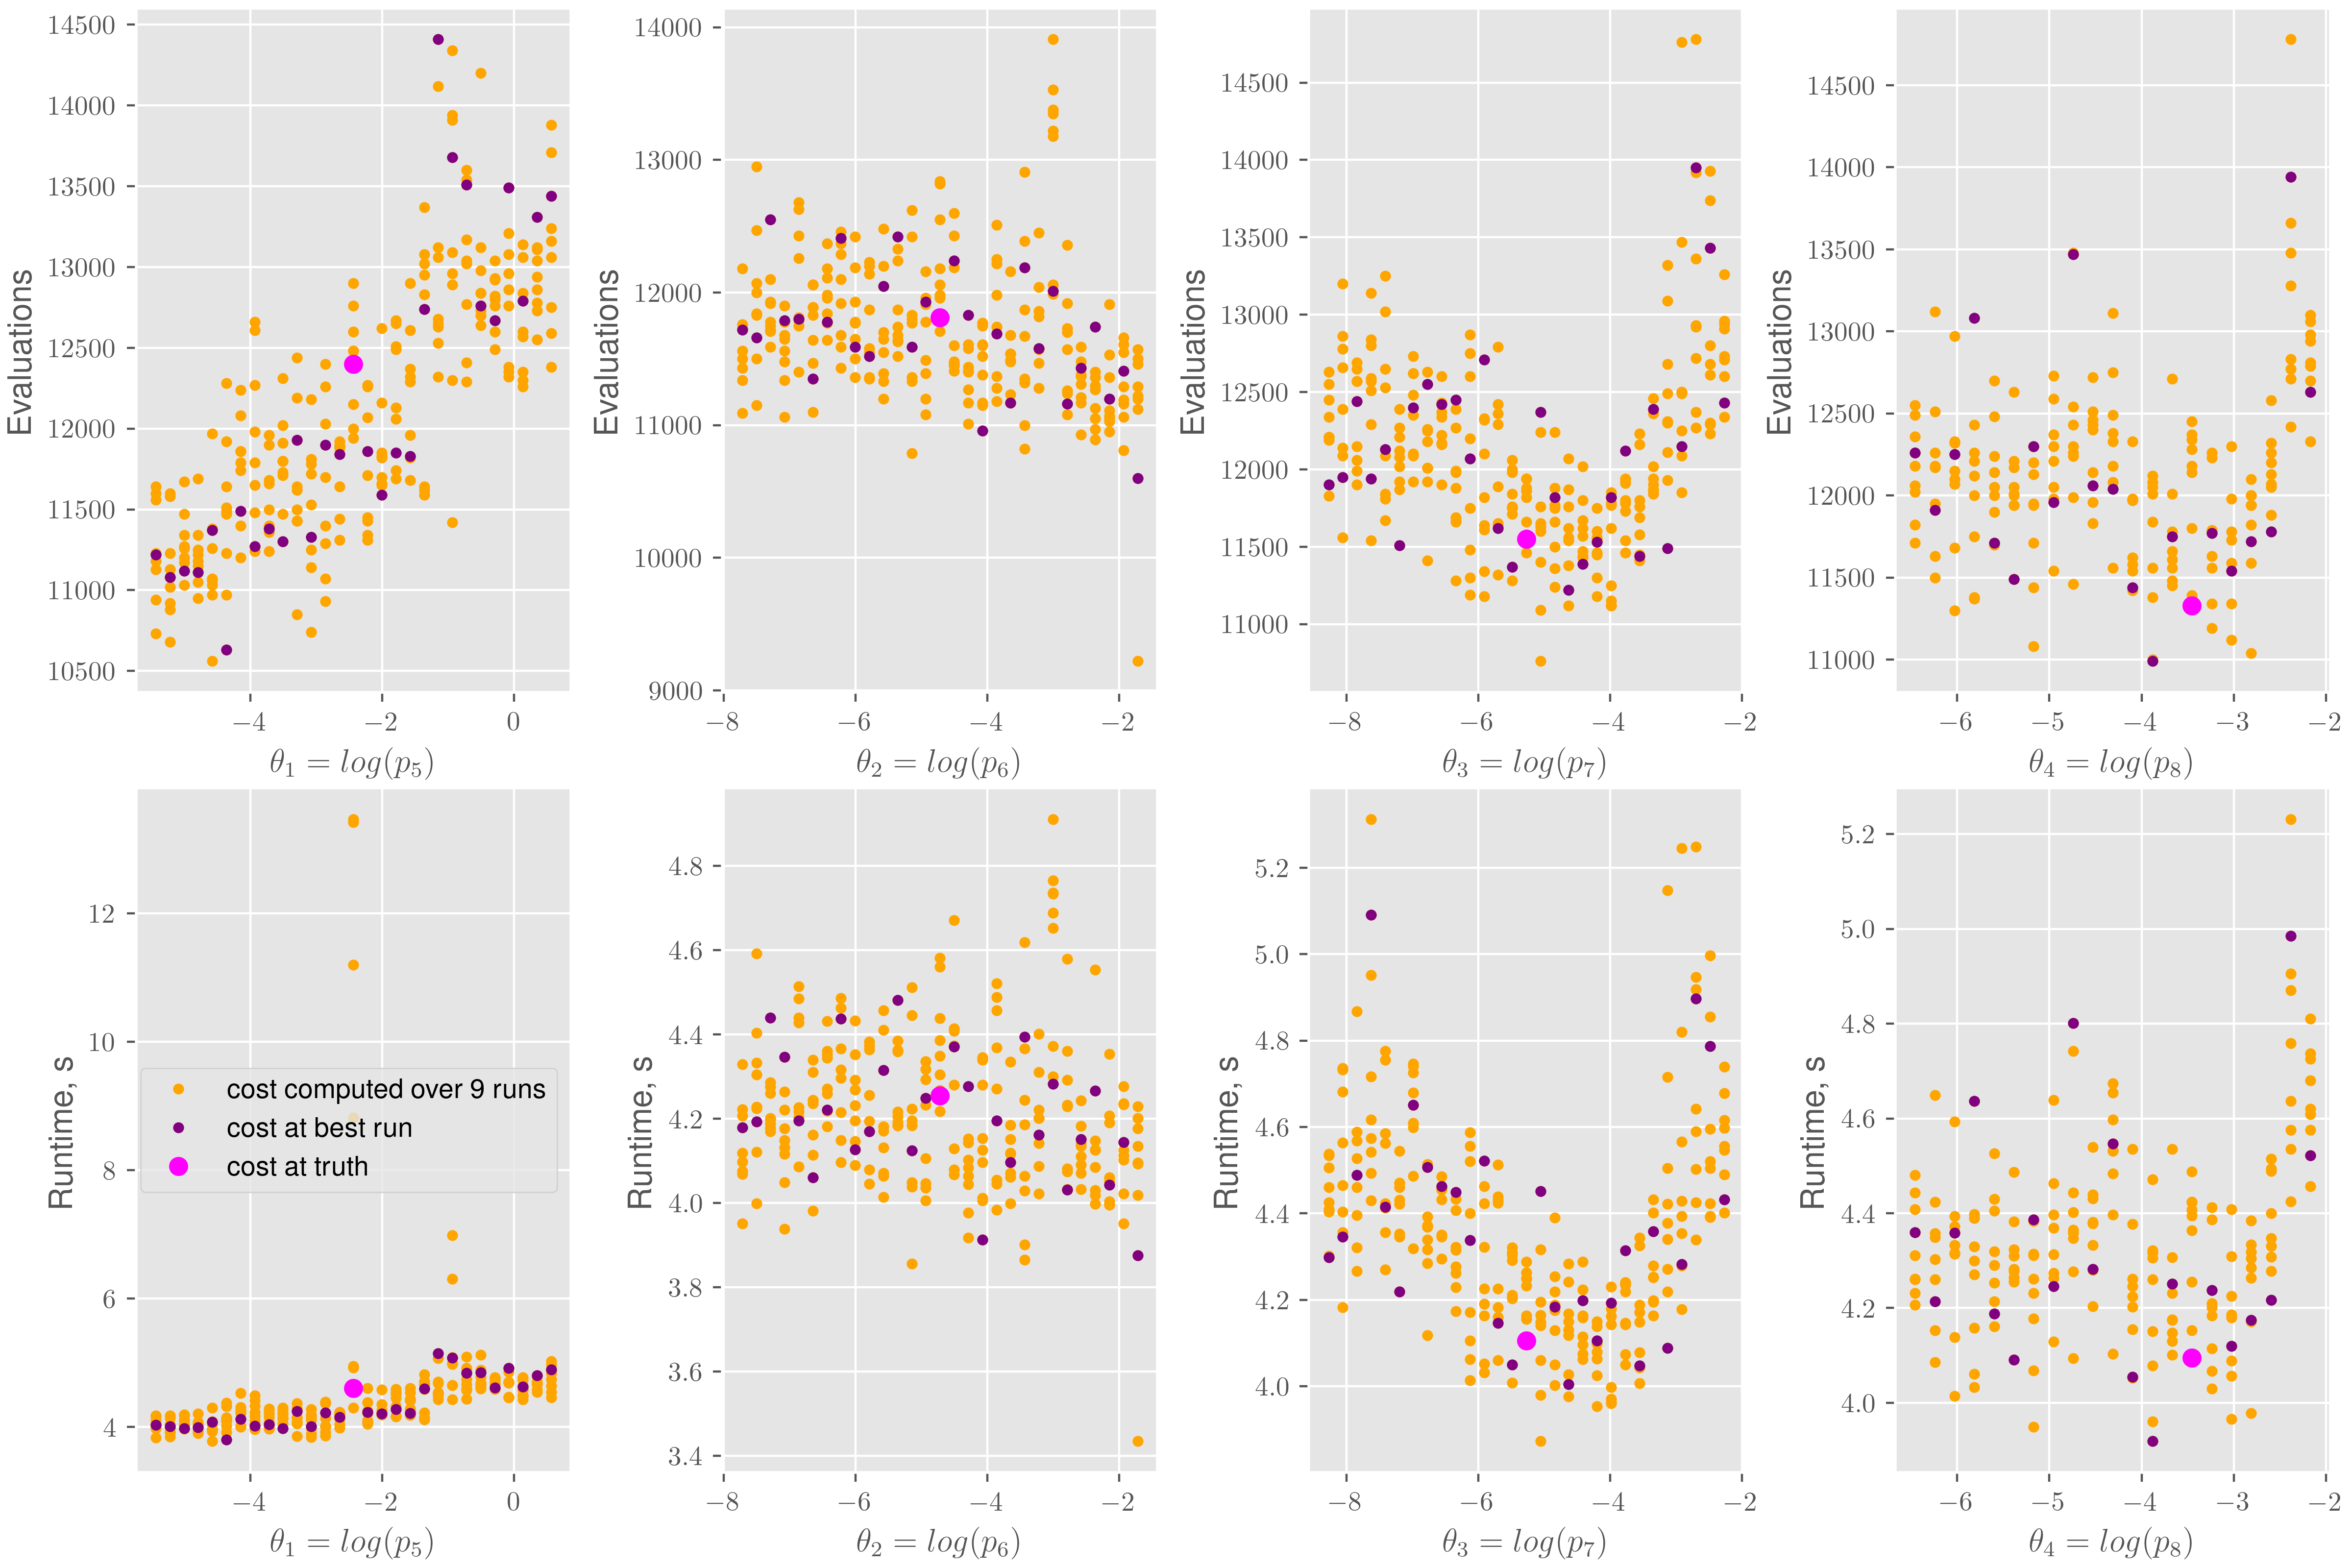 14500
14000
13500
13000
12500
12000
11500
11000
10500
Evaluations
−4 −2 0
θ₁ = log(p₅)
14000
13000
12000
11000
10000
9000
Evaluations
−8 −6 −4 −2
θ₂ = log(p₆)
14500
14000
13500
13000
12500
12000
11500
11000
Evaluations
−8 −6 −4 −2
θ₃ = log(p₇)
14500
14000
13500
13000
12500
12000
11500
11000
Evaluations
−6 −5 −4 −3 −2
θ₄ = log(p₈)
12
10
8
6
4
Runtime, s
cost computed over 9 runs
cost at best run
cost at truth
−4 −2 0
θ₁ = log(p₅)
4.8
4.6
4.4
4.2
4.0
3.8
3.6
3.4
Runtime, s
−8 −6 −4 −2
θ₂ = log(p₆)
5.2
5.0
4.8
4.6
4.4
4.2
4.0
Runtime, s
−8 −6 −4 −2
θ₃ = log(p₇)
5.2
5.0
4.8
4.6
4.4
4.2
4.0
Runtime, s
−6 −5 −4 −3 −2
θ₄ = log(p₈)